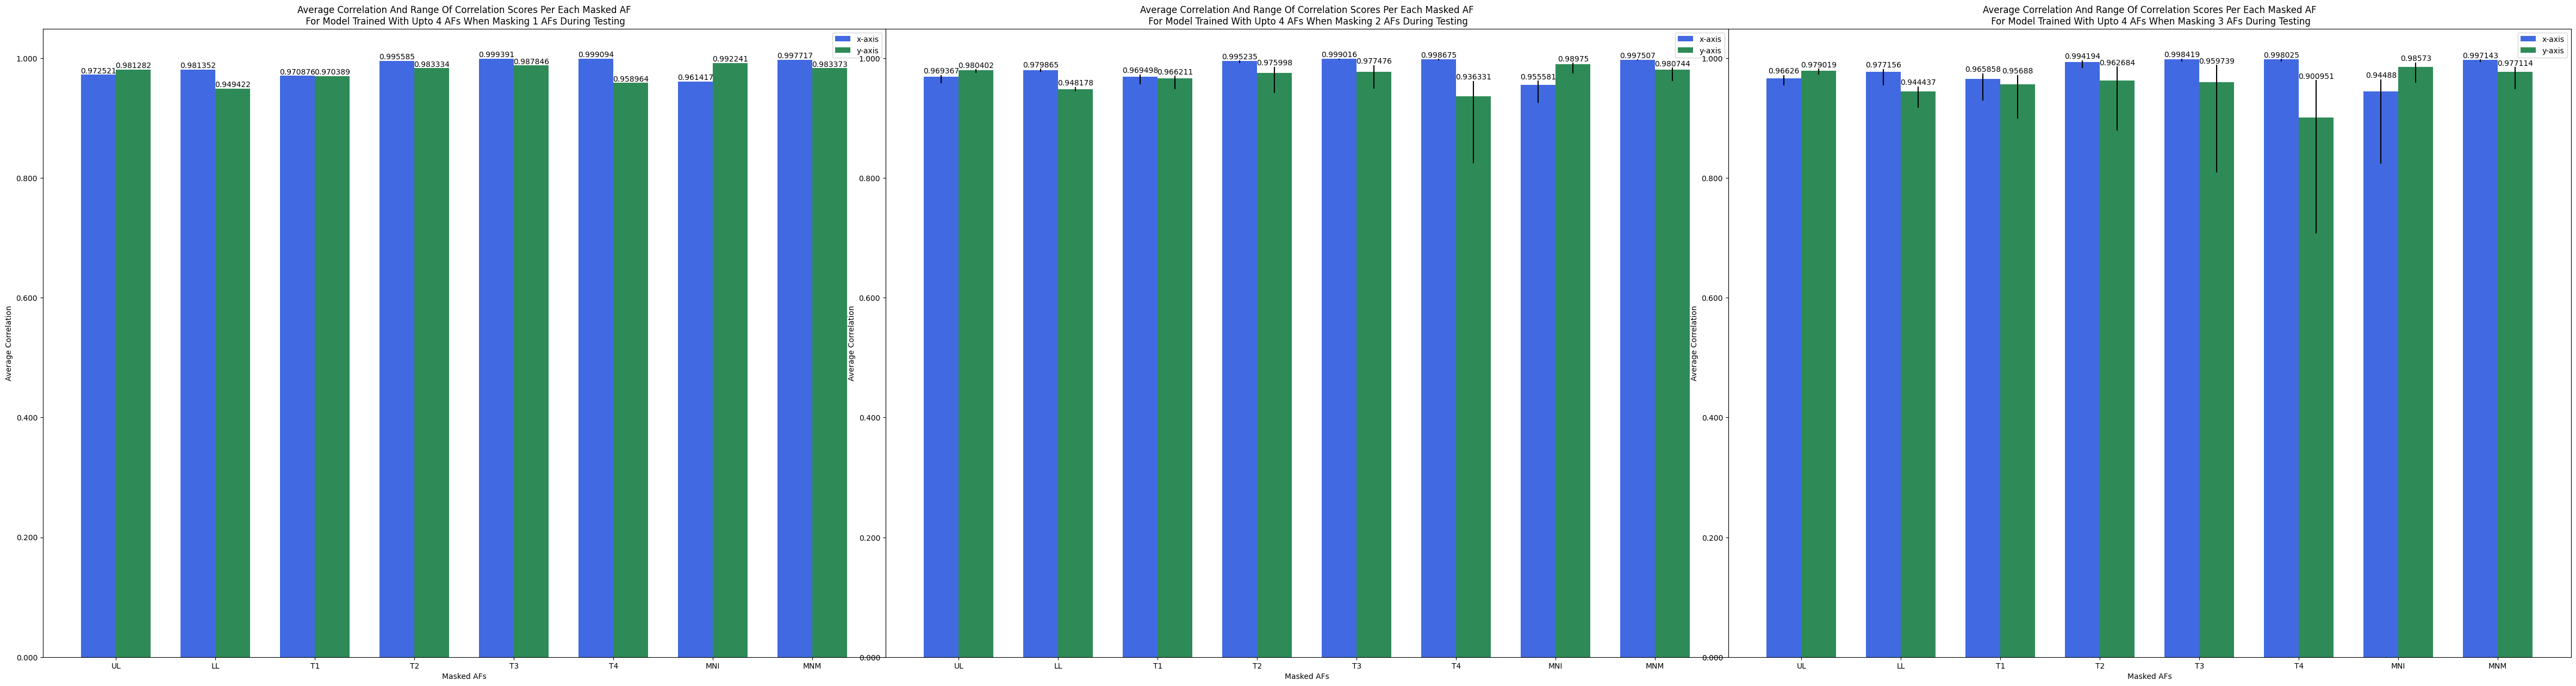 Average Correlation And Range Of Correlation Scores Per Each Masked AF
For Model Trained With Upto 4 AFs When Masking 1 AFs During Testing
x-axis
y-axis
1.000
0.800
0.600
0.400
0.200
0.000
Average Correlation
0.972521
0.981282
0.981352
0.949422
0.970876
0.970389
0.995585
0.983334
0.999391
0.987846
0.999094
0.958964
0.961417
0.992241
0.997717
0.983373
UL
LL
T1
T2
T3
T4
MNI
MNM
Masked AFs
Average Correlation And Range Of Correlation Scores Per Each Masked AF
For Model Trained With Upto 4 AFs When Masking 2 AFs During Testing
x-axis
y-axis
1.000
0.800
0.600
0.400
0.200
0.000
Average Correlation
0.969367
0.980402
0.979865
0.948178
0.969498
0.966211
0.995235
0.975998
0.999016
0.977476
0.998675
0.936331
0.955581
0.98975
0.997507
0.980744
UL
LL
T1
T2
T3
T4
MNI
MNM
Masked AFs
Average Correlation And Range Of Correlation Scores Per Each Masked AF
For Model Trained With Upto 4 AFs When Masking 3 AFs During Testing
x-axis
y-axis
1.000
0.800
0.600
0.400
0.200
0.000
Average Correlation
0.96626
0.979019
0.977156
0.944437
0.965858
0.95688
0.994194
0.962684
0.998419
0.959739
0.998025
0.900951
0.94488
0.98573
0.997143
0.977114
UL
LL
T1
T2
T3
T4
MNI
MNM
Masked AFs